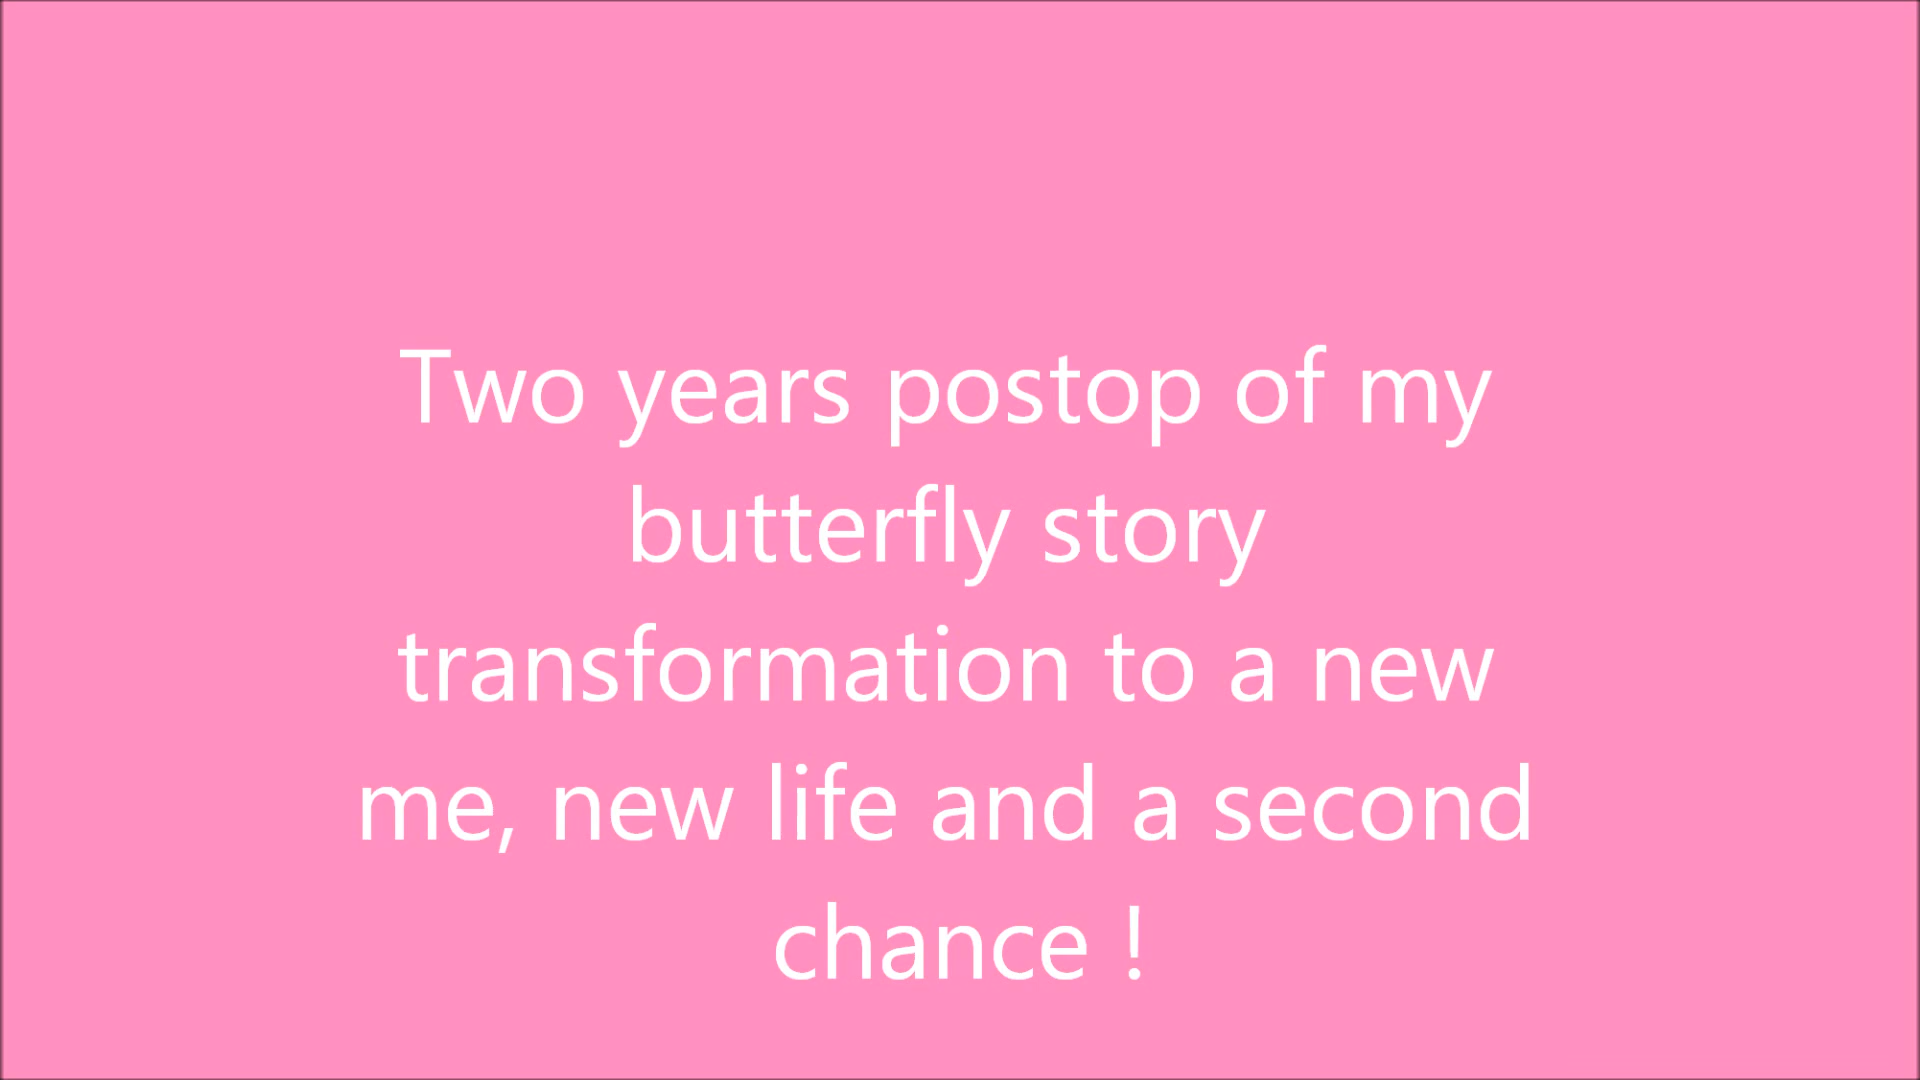 Two years postop of my
butterfly story
transformation to a new
me, new life and a second
chance !